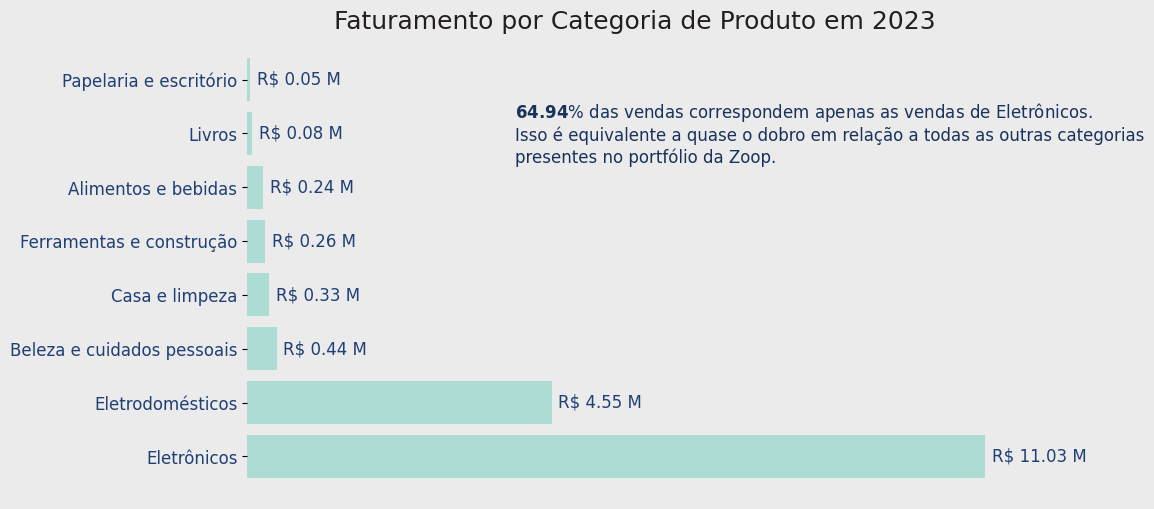 Faturamento por Categoria de Produto em 2023
Papelaria e escritório R$ 0.05 M
64.94% das vendas correspondem apenas as vendas de Eletrônicos.
Livros R$ 0.08 M
Isso é equivalente a quase o dobro em relação a todas as outras categorias
presentes no portfólio da Zoop.
Alimentos e bebidas R$ 0.24 M
Ferramentas e construção R$ 0.26 M
Casa e limpeza R$ 0.33 M
Beleza e cuidados pessoais R$ 0.44 M
Eletrodomésticos R$ 4.55 M
Eletrônicos R$ 11.03 M